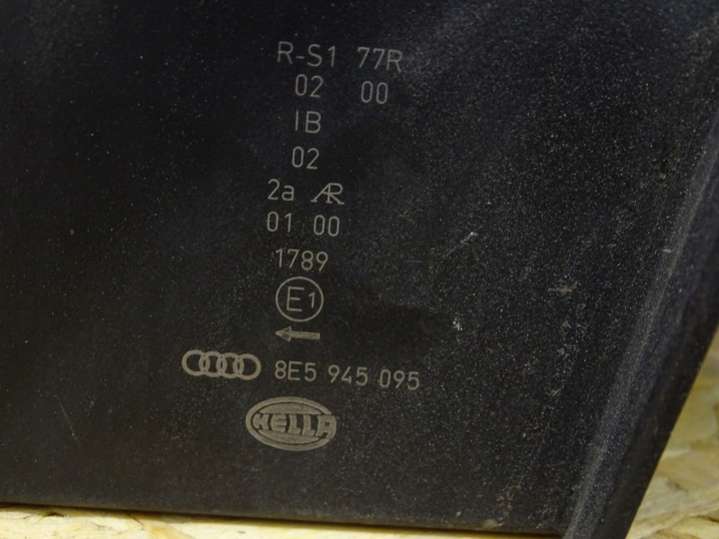 R-S1 77R
02 00
IB
02
2a AR
01 00
1789
E1
8E5 945 095
HELLA